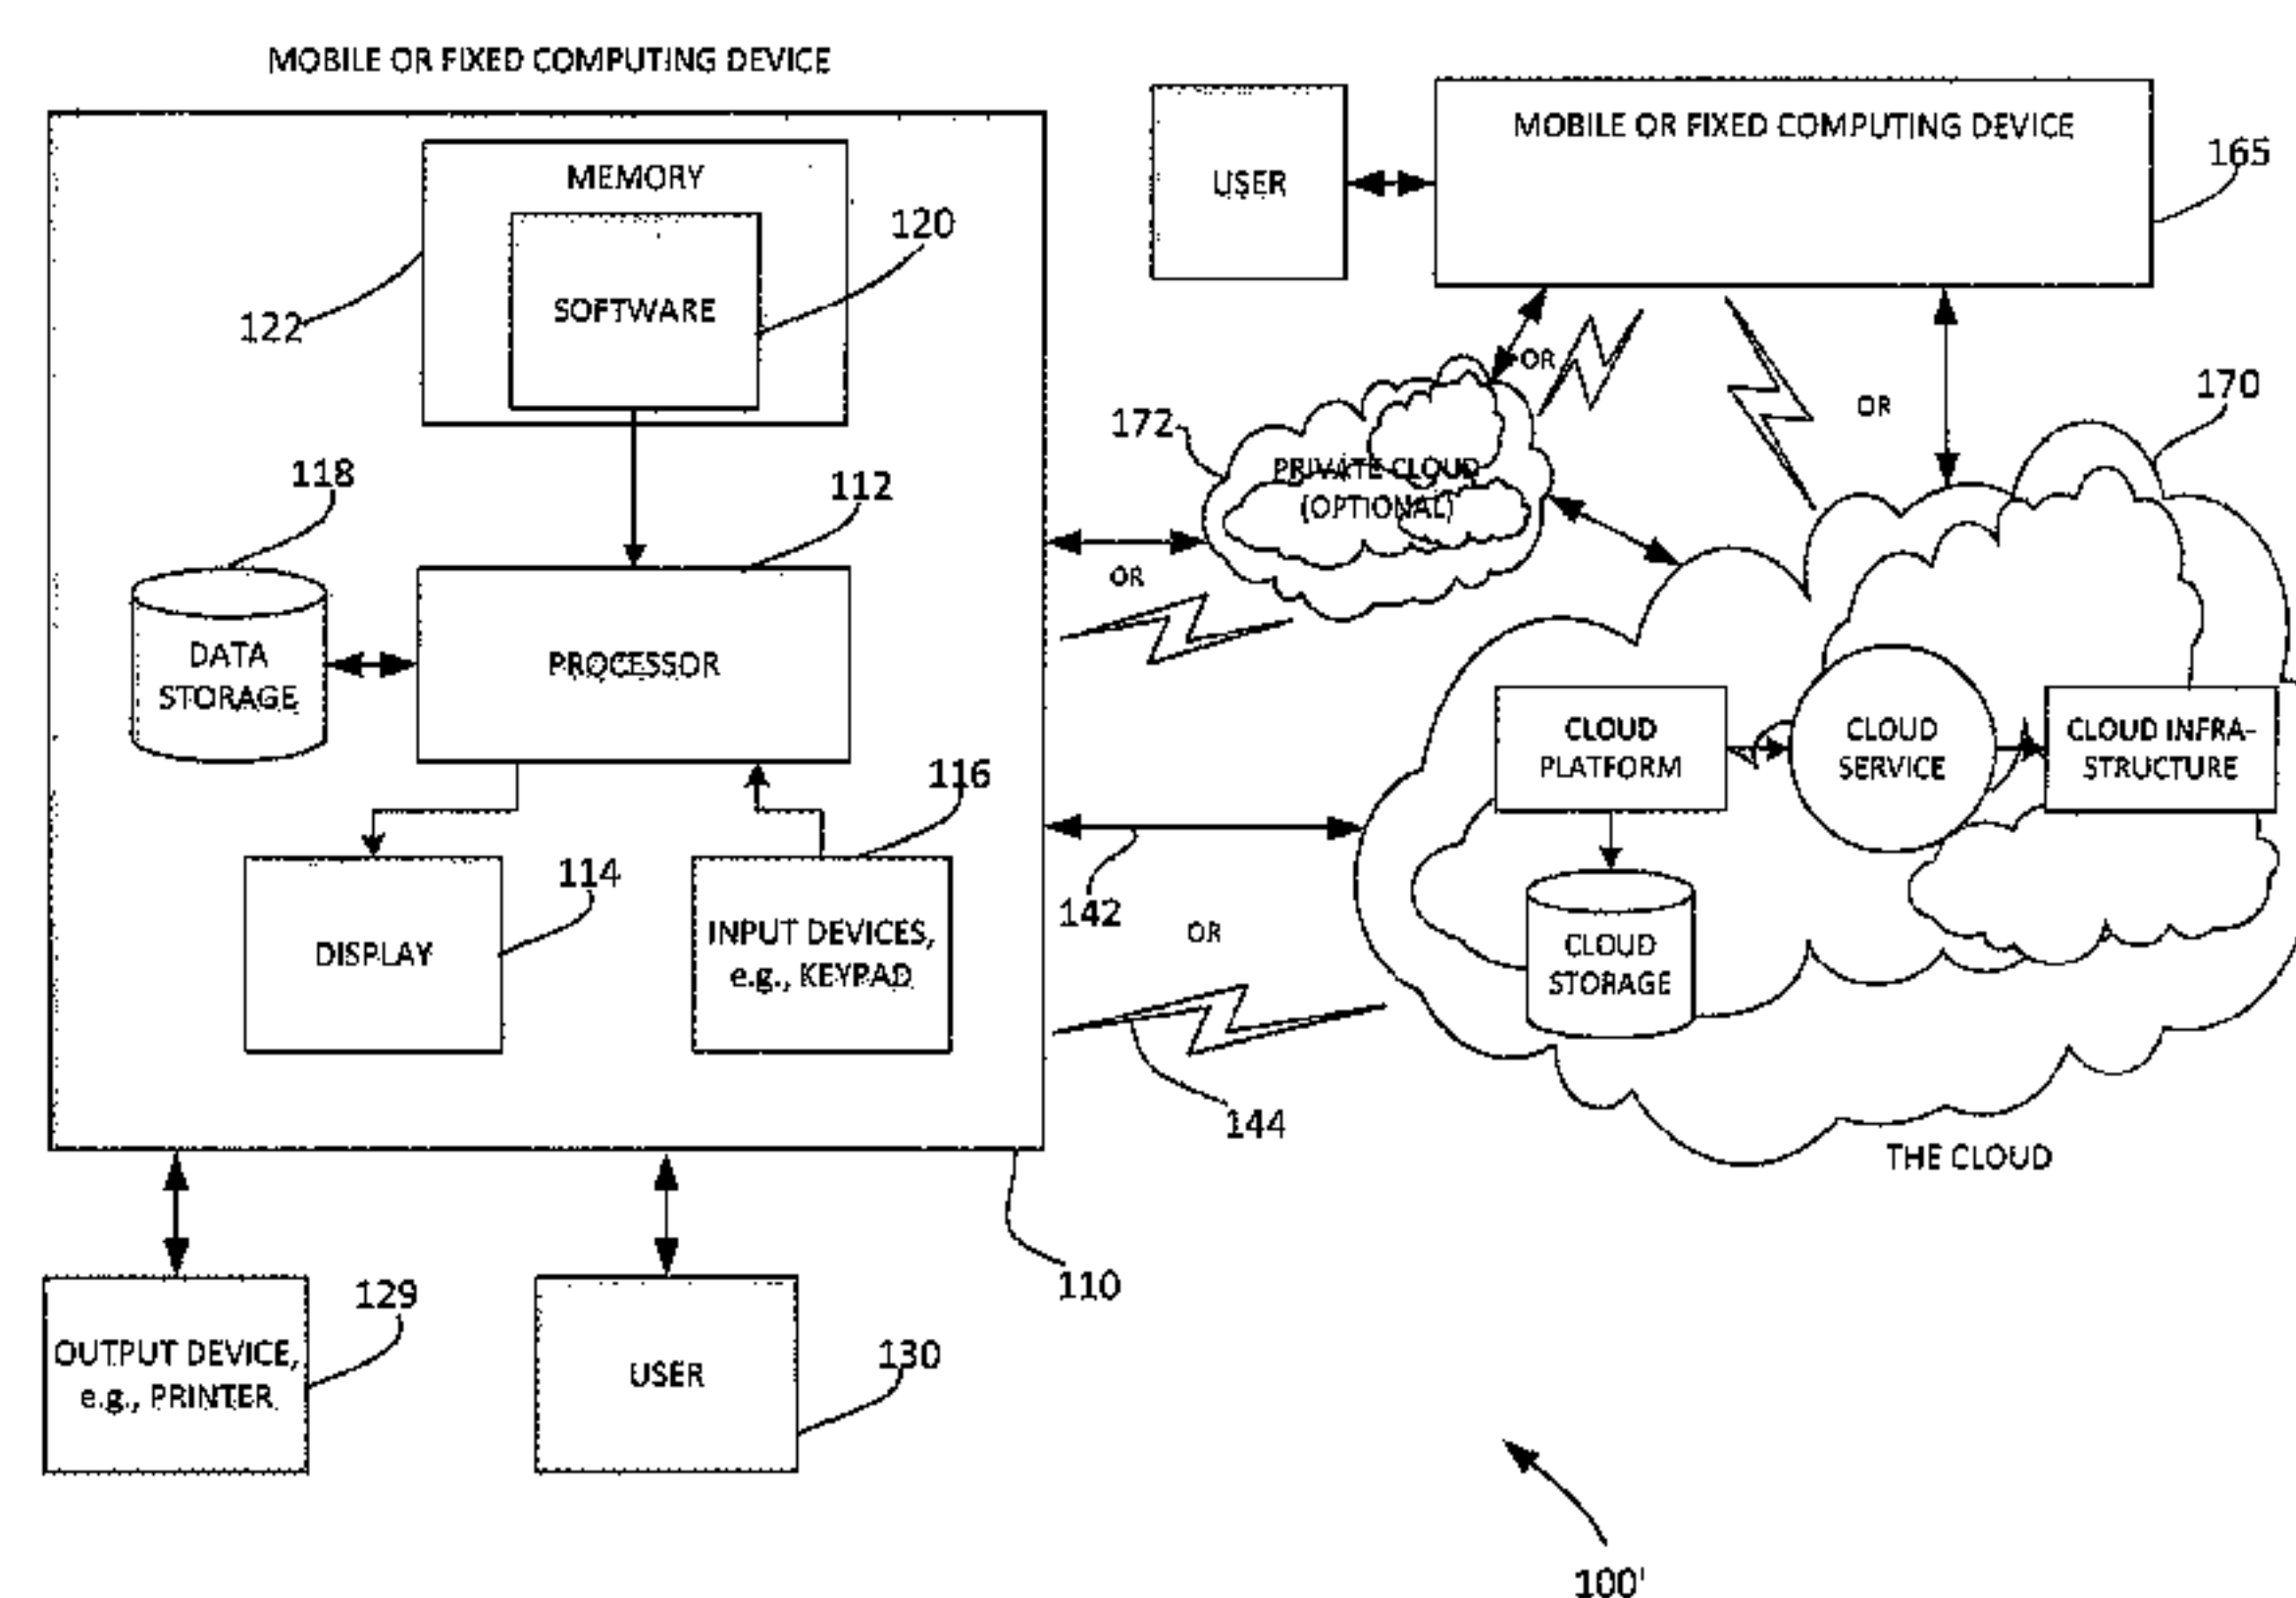 MOBILE OR FIXED COMPUTING DEVICE
MEMORY
SOFTWARE
120
122
118
112
DATA
STORAGE
PROCESSOR
116
114
DISPLAY
INPUT DEVICES,
e.g., KEYPAD
129
OUTPUT DEVICE,
e.g., PRINTER
USER
130
110
USER
MOBILE OR FIXED COMPUTING DEVICE
165
OR
OR
170
172
PRIVATE CLOUD
(OPTIONAL)
OR
CLOUD
PLATFORM
CLOUD
SERVICE
CLOUD INFRA-
STRUCTURE
CLOUD
STORAGE
142
OR
144
THE CLOUD
100'